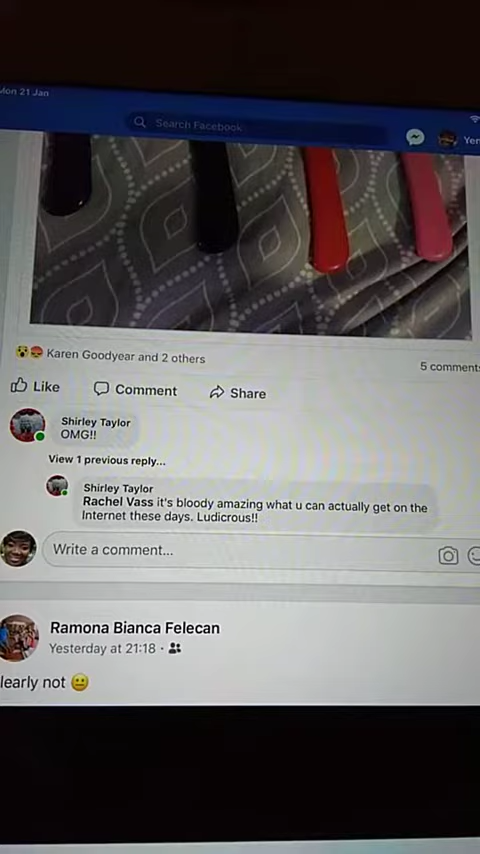 Mon 21 Jan
Search Facebook
Yem
Karen Goodyear and 2 others
5 comments
Like
Comment
Share
Shirley Taylor
OMG!!
View 1 previous reply...
Shirley Taylor
Rachel Vass it's bloody amazing what u can actually get on the
Internet these days. Ludicrous!!
Write a comment...
Ramona Bianca Felecan
Yesterday at 21:18 ·
learly not 😐